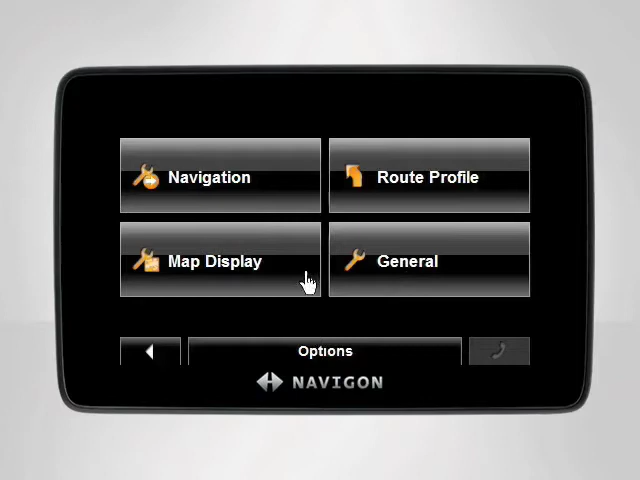 Navigation
Route Profile
Map Display
General
Options
NAVIGON